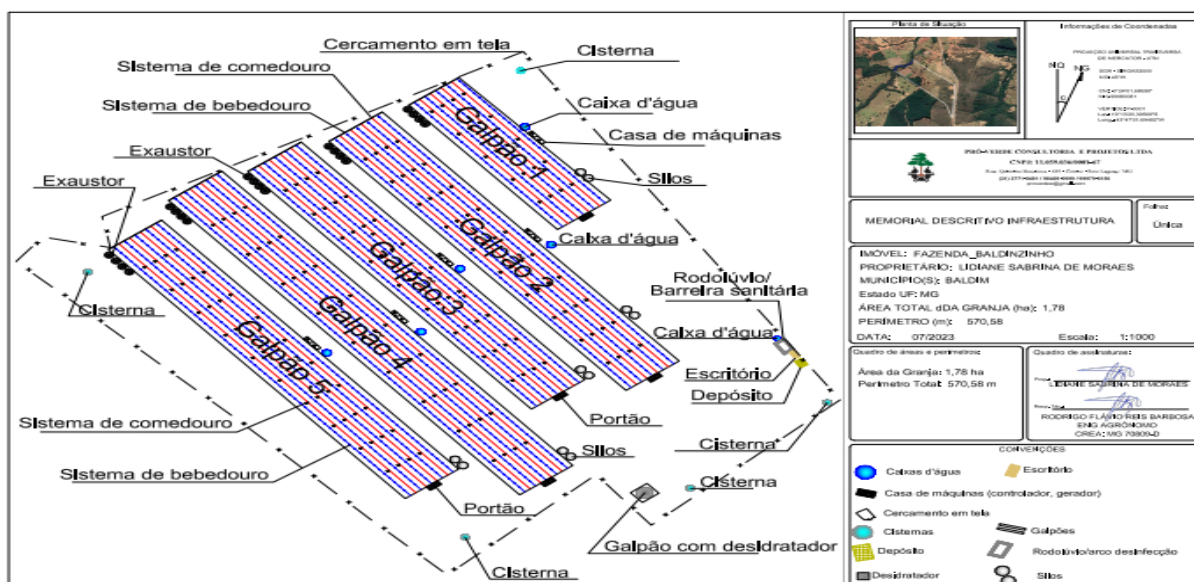 Cercamento em tela
Cisterna
Sistema de comedouro
Sistema de bebedouro
Caixa d'água
Casa de máquinas
Exaustor
Galpão 1
Exaustor
Silos
Galpão 2
Caixa d'água
Galpão 3
Rodolúvio/
Barreira sanitária
Cisterna
Galpão 4
Caixa d'água
Galpão 5
Escritório
Depósito
Sistema de comedouro
Portão
Cisterna
Silos
Sistema de bebedouro
Cisterna
Portão
Galpão com desidratador
Cisterna
Planta de Situação
Informações de Coordenadas
PROJEÇÃO UNIVERSAL TRANSVERSA
DE MERCATOR - UTM
NQ
NG
PRÓ-VERDE CONSULTORIA E PROJETOS LTDA
MEMORIAL DESCRITIVO INFRAESTRUTURA
Folha:
Única
IMÓVEL: FAZENDA_BALDINZINHO
PROPRIETÁRIO: LIDIANE SABRINA DE MORAES
MUNICÍPIO(S): BALDIM
Estado UF: MG
ÁREA TOTAL dDA GRANJA (ha): 1,78
PERÍMETRO (m): 570,58
DATA: 07/2023 Escala: 1:1000
Quadro de áreas e perímetros:
Área da Granja: 1,78 ha
Perímetro Total: 570,58 m
Quadro de assinaturas:
LIDIANE SABRINA DE MORAES
RODRIGO FLÁVIO REIS BARBOSA
ENG AGRÔNOMO
CREA: MG 70809-D
CONVENÇÕES
Caixas d'água
Escritório
Casa de máquinas (controlador, gerador)
Cercamento em tela
Cisternas
Galpões
Depósito
Rodolúvio/arco desinfecção
Desidratador
Silos